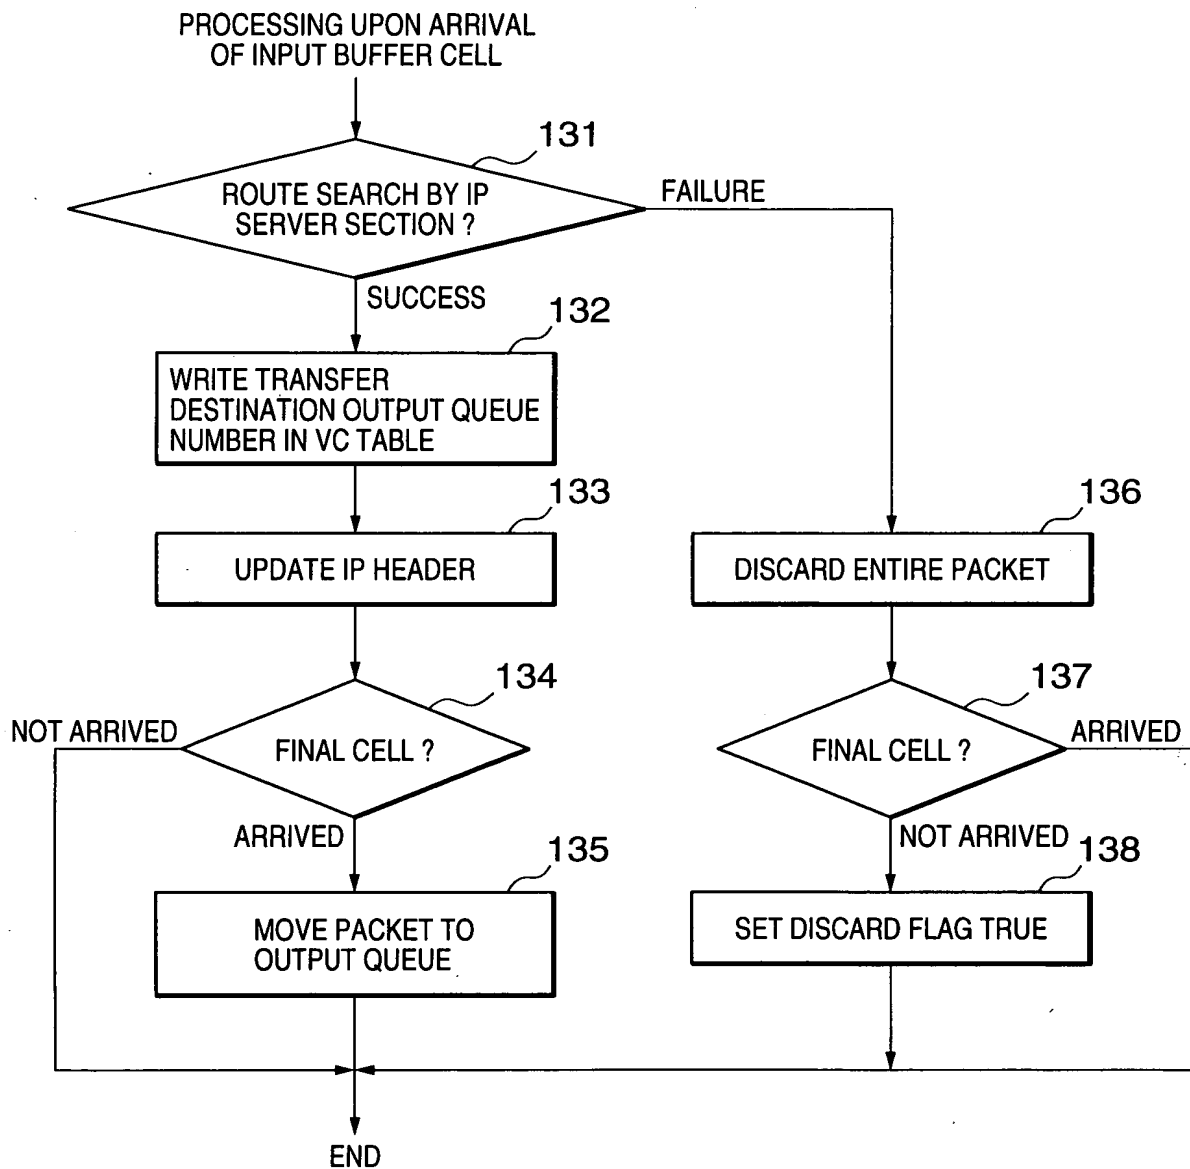 PROCESSING UPON ARRIVAL
OF INPUT BUFFER CELL
131
ROUTE SEARCH BY IP
SERVER SECTION ?
FAILURE
SUCCESS
132
WRITE TRANSFER
DESTINATION OUTPUT QUEUE
NUMBER IN VC TABLE
133
UPDATE IP HEADER
136
DISCARD ENTIRE PACKET
134
FINAL CELL ?
NOT ARRIVED
ARRIVED
137
FINAL CELL ?
ARRIVED
NOT ARRIVED
135
MOVE PACKET TO
OUTPUT QUEUE
138
SET DISCARD FLAG TRUE
END